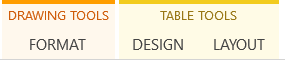 DRAWING TOOLS TABLE TOOLS
FORMAT DESIGN LAYOUT